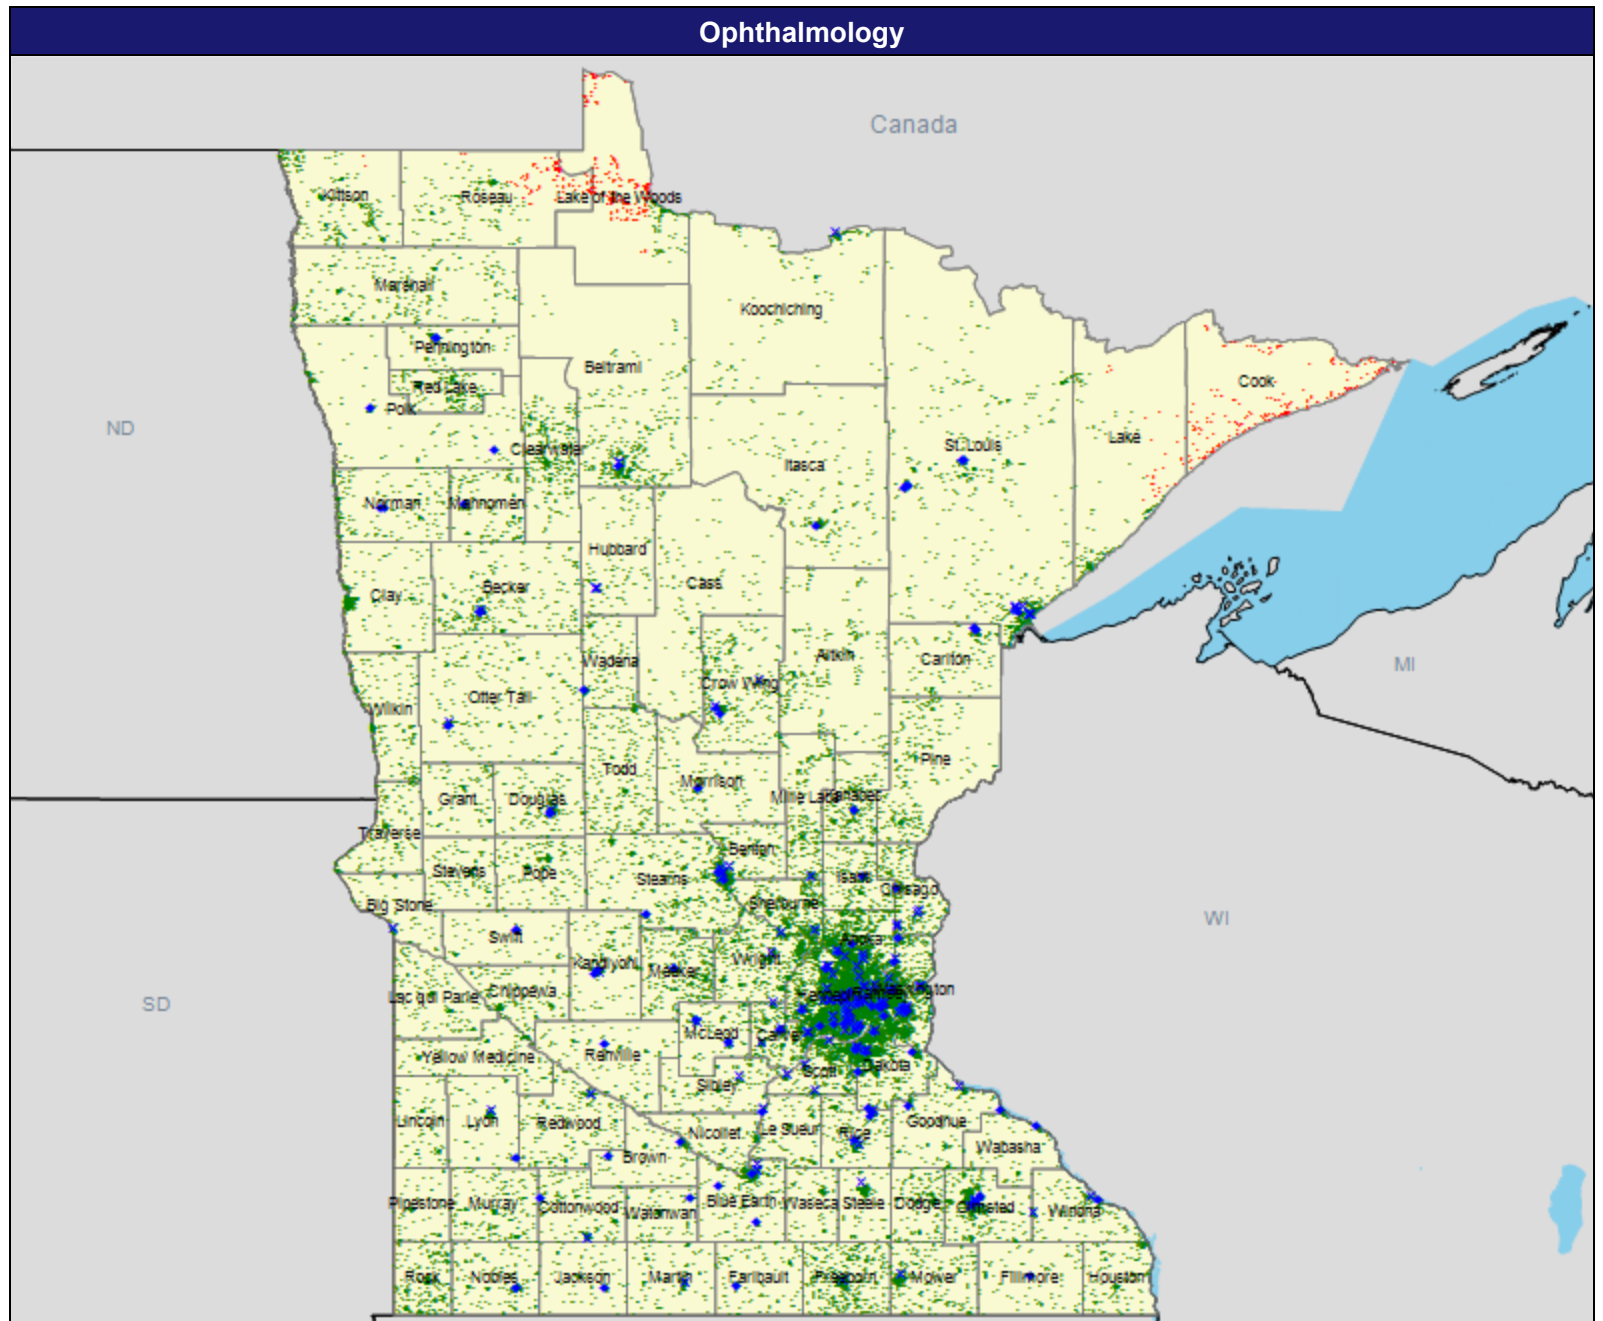 Ophthalmology
Canada
Kittson
Roseau
Lake of the Woods
Marshall
Koochiching
Pennington
Beltrami
Red Lake
Cook
Polk
ND
Lake
St. Louis
Clearwater
Itasca
Norman
Mahnomen
Hubbard
Cass
Becker
Clay
Wadena
Aitkin
Carlton
MI
Crow Wing
Otter Tail
Wilkin
Pine
Todd
Morrison
Mille Lacs
Kanabec
Grant
Douglas
Traverse
Benton
Stevens
Pope
Stearns
Isanti
Chisago
Big Stone
Sherburne
WI
Swift
Anoka
Kandiyohi
Meeker
Wright
Lac qui Parle
Chippewa
Hennepin
Ramsey
Washington
SD
McLeod
Carver
Yellow Medicine
Renville
Scott
Dakota
Sibley
Lincoln
Lyon
Redwood
Nicollet
Le Sueur
Rice
Goodhue
Brown
Wabasha
Pipestone
Murray
Cottonwood
Watonwan
Blue Earth
Waseca
Steele
Dodge
Olmsted
Winona
Rock
Nobles
Jackson
Martin
Faribault
Freeborn
Mower
Fillmore
Houston